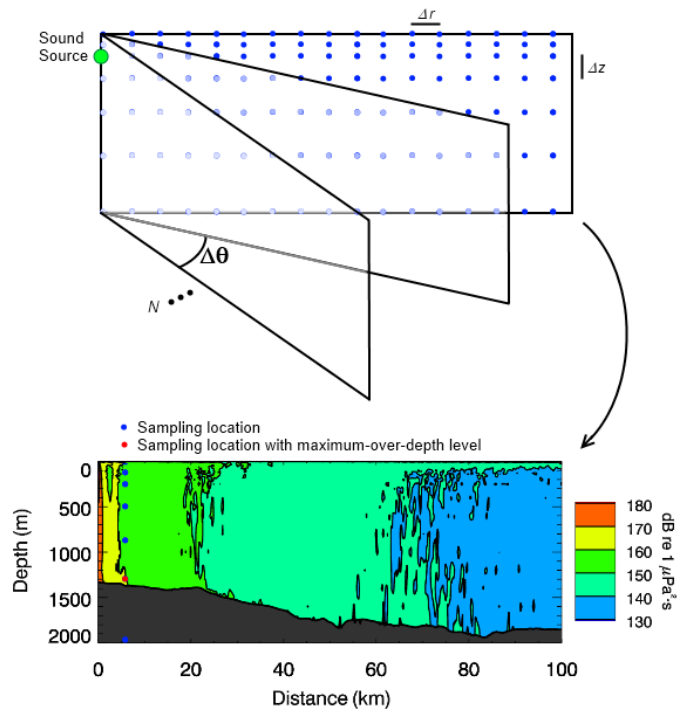 Δr
Sound
Source
Δz
Δθ
N
Sampling location
Sampling location with maximum-over-depth level
0
500
1000
1500
2000
Depth (m)
0 20 40 60 80 100
Distance (km)
180
170
160
150
140
130
dB re 1 μPa²·s